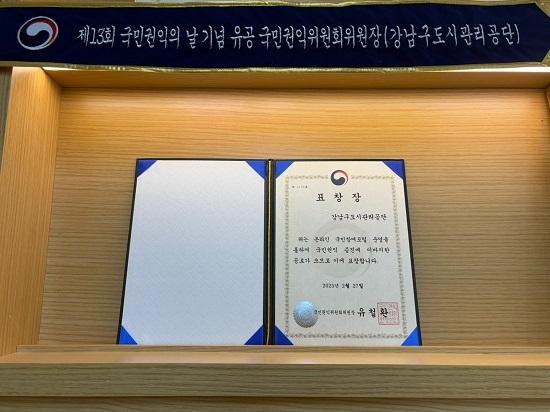 제13회 국민권익의 날 기념 유공 국민권익위원회위원장(강남구도시관리공단)
표 창 장
강남구도시관리공단
귀는 온라인 국민참여포털 운영을
통하여 국민권익 증진에 이바지한
공로가 크므로 이에 표창합니다.
2025년 2월 27일
국민권익위원회위원장 유 철 환